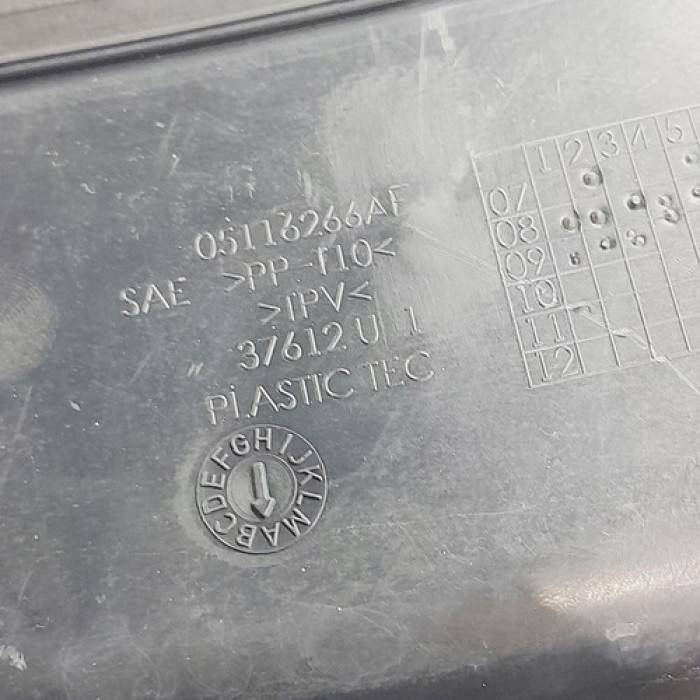 05116266AF
SAE >PP-T10<
>TPV<
37612 U 1
PLASTIC TEC
ABCDEFGHIJKLM
1 2 3 4 5
07
08
09
10
11
12